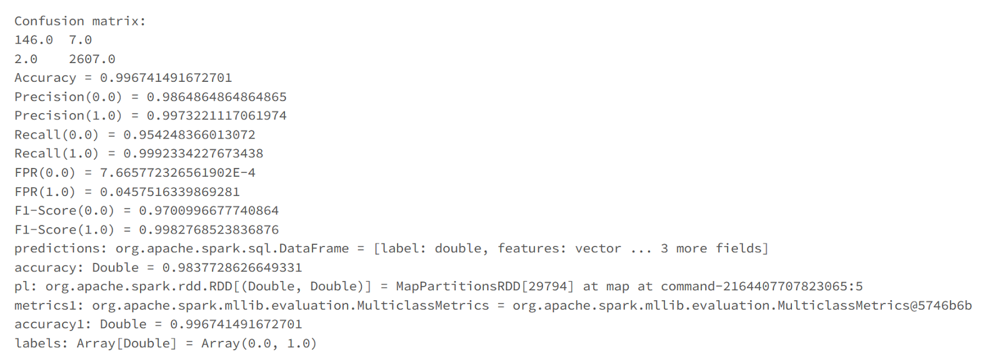 Confusion matrix:
146.0  7.0
2.0    2607.0
Accuracy = 0.996741491672701
Precision(0.0) = 0.9864864864864865
Precision(1.0) = 0.9973221117061974
Recall(0.0) = 0.954248366013072
Recall(1.0) = 0.9992334227673438
FPR(0.0) = 7.665772326561902E-4
FPR(1.0) = 0.0457516339869281
F1-Score(0.0) = 0.9700996677740864
F1-Score(1.0) = 0.9982768523836876
predictions: org.apache.spark.sql.DataFrame = [label: double, features: vector ... 3 more fields]
accuracy: Double = 0.9837728626649331
pl: org.apache.spark.rdd.RDD[(Double, Double)] = MapPartitionsRDD[29794] at map at command-2164407707823065:5
metrics1: org.apache.spark.mllib.evaluation.MulticlassMetrics = org.apache.spark.mllib.evaluation.MulticlassMetrics@5746b6b
accuracy1: Double = 0.996741491672701
labels: Array[Double] = Array(0.0, 1.0)